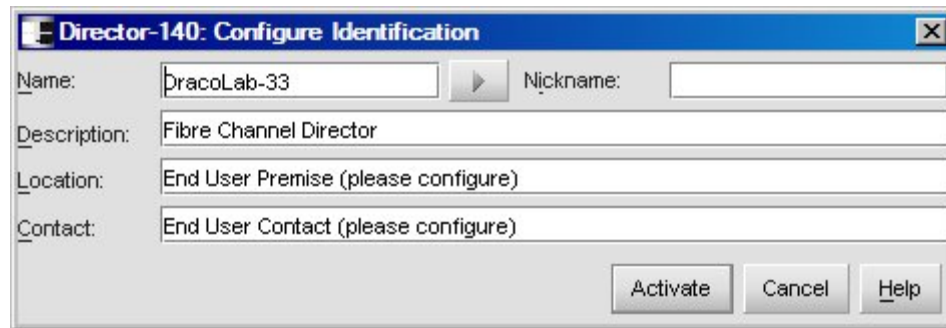 Director-140: Configure Identification
Name: DracoLab-33 Nickname:
Description: Fibre Channel Director
Location: End User Premise (please configure)
Contact: End User Contact (please configure)
Activate Cancel Help